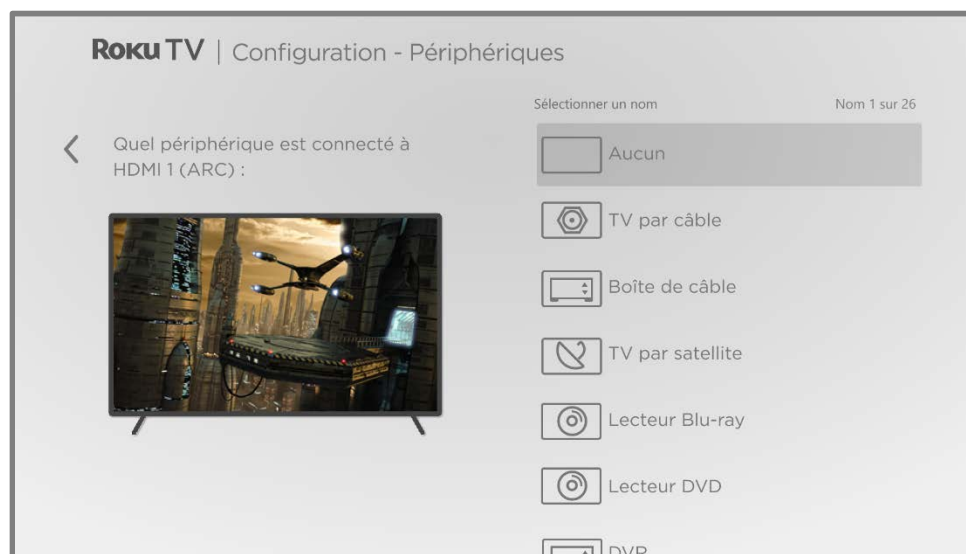 Roku TV | Configuration - Périphériques
Sélectionner un nom
Nom 1 sur 26
Quel périphérique est connecté à
HDMI 1 (ARC) :
Aucun
TV par câble
Boîte de câble
TV par satellite
Lecteur Blu-ray
Lecteur DVD
DVR